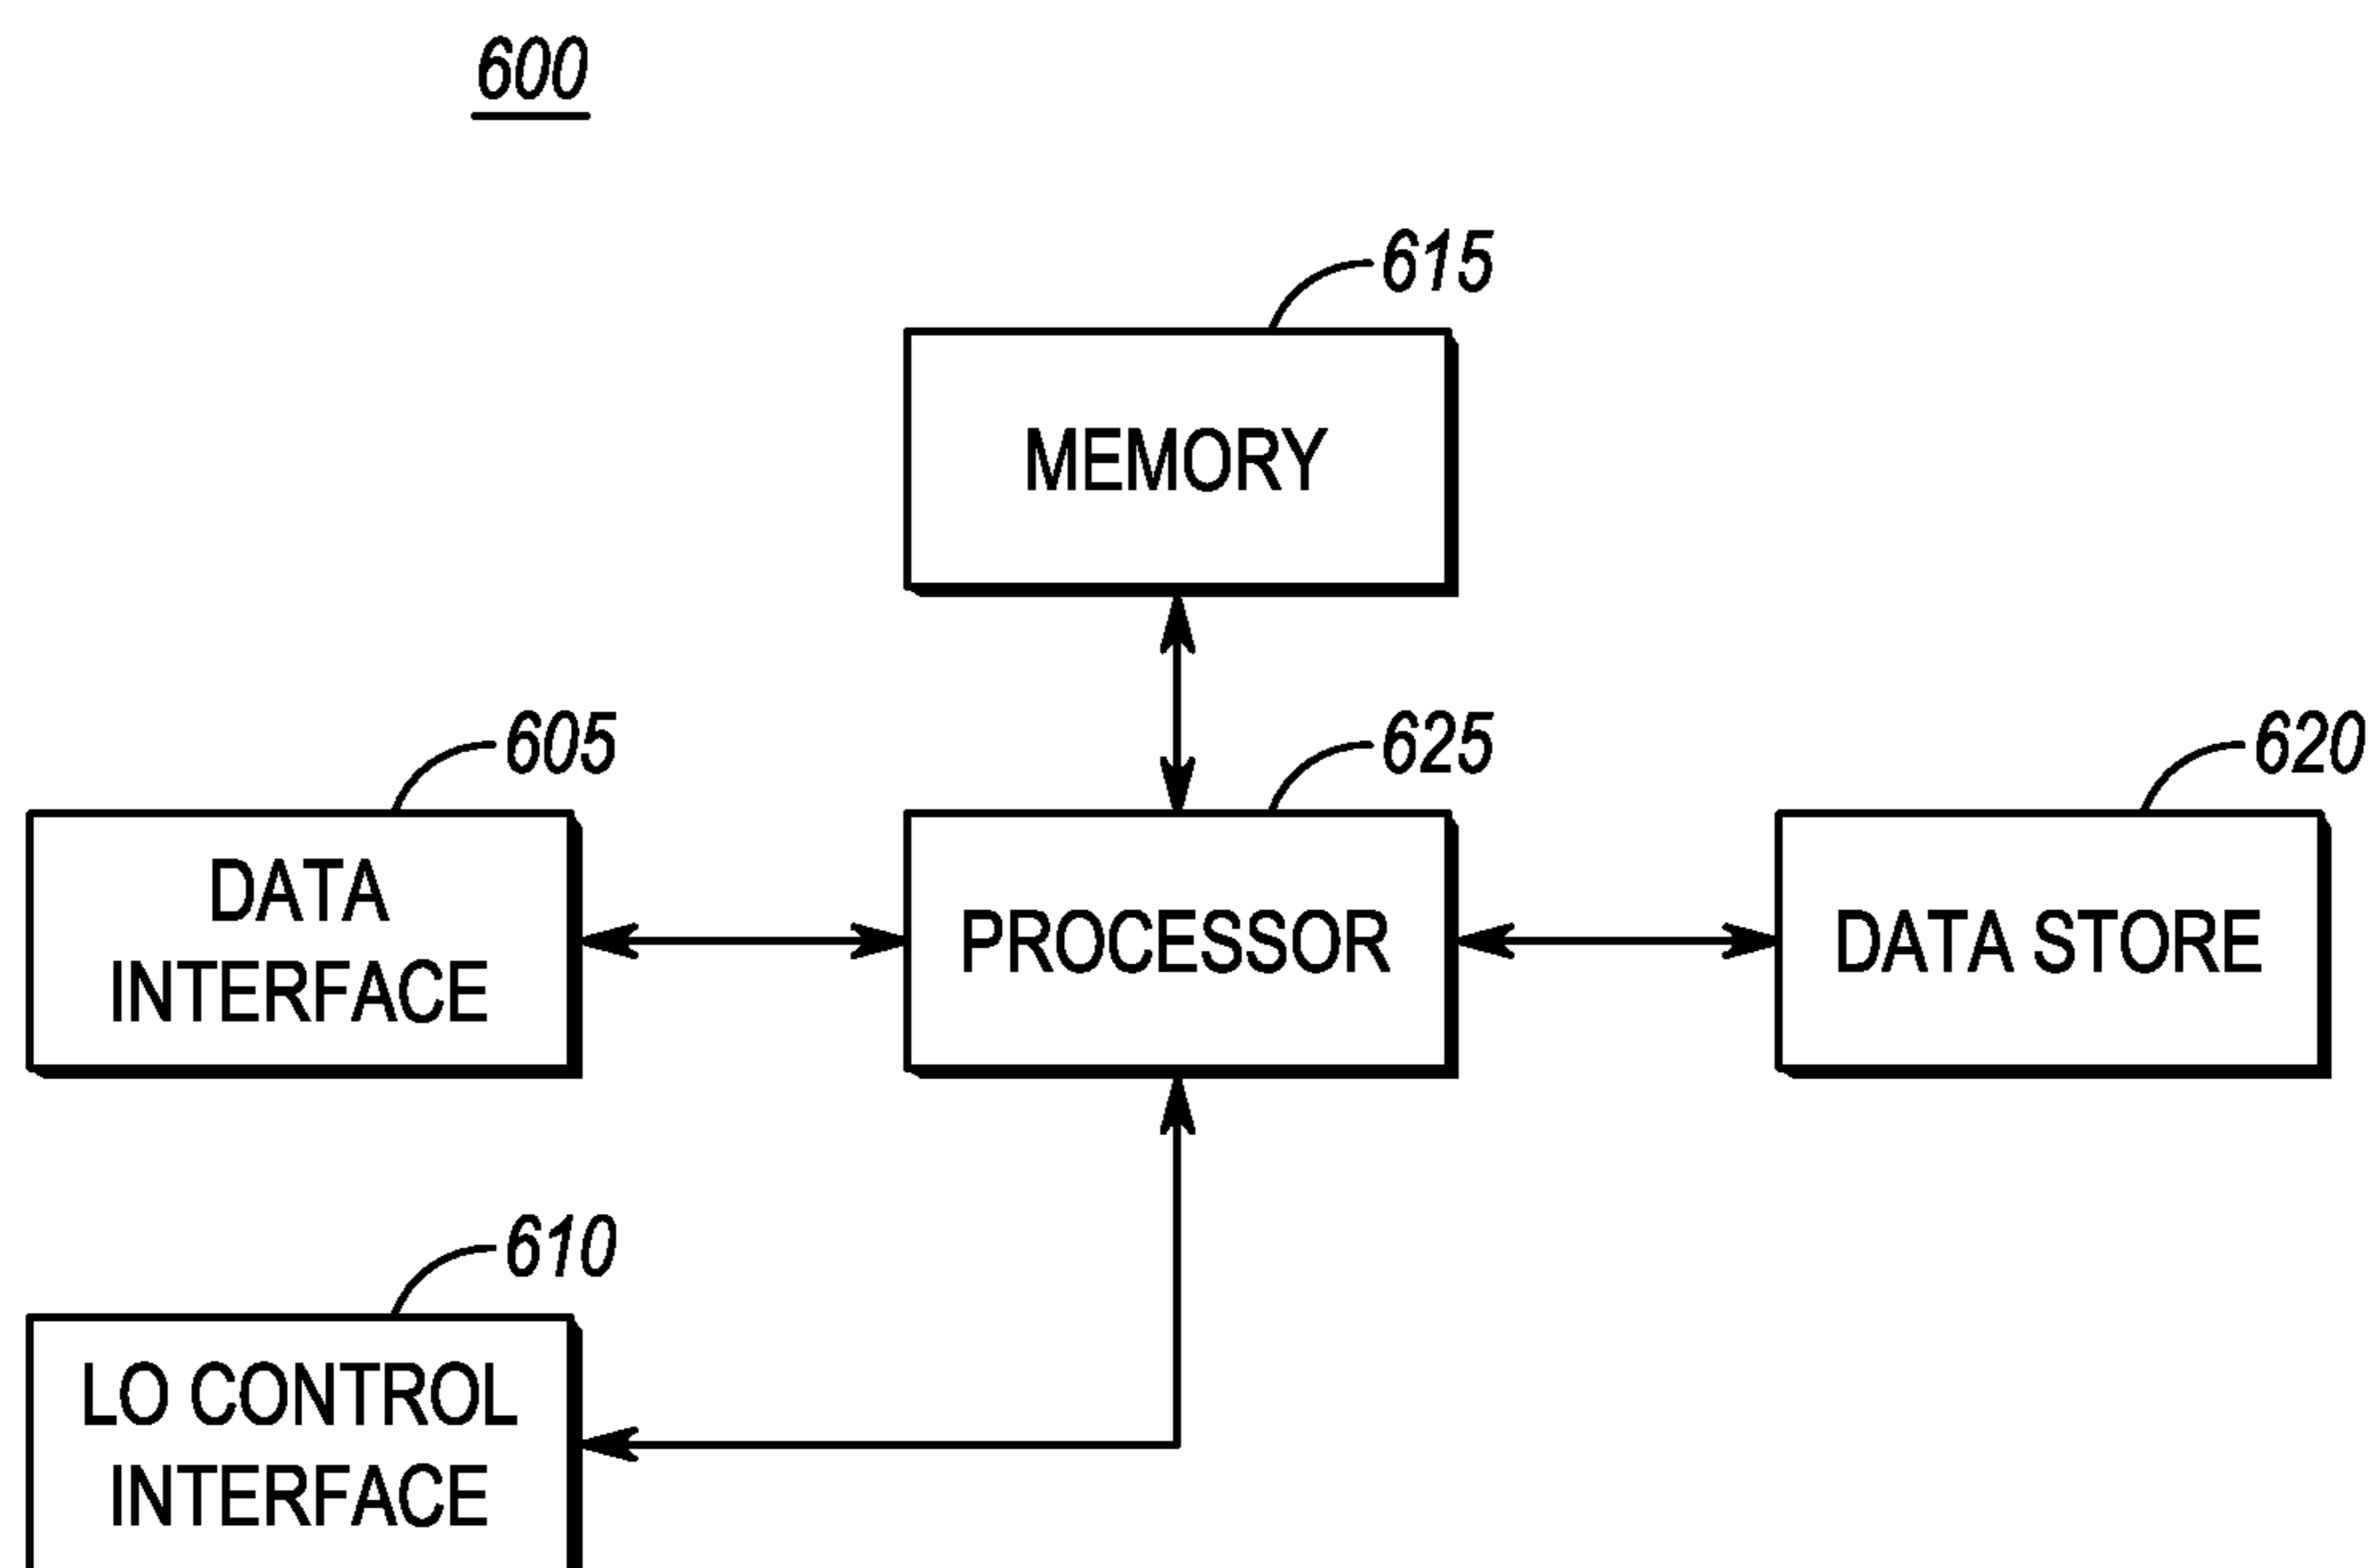 600
615
MEMORY
605
625
620
DATA
INTERFACE
PROCESSOR
DATA STORE
610
LO CONTROL
INTERFACE